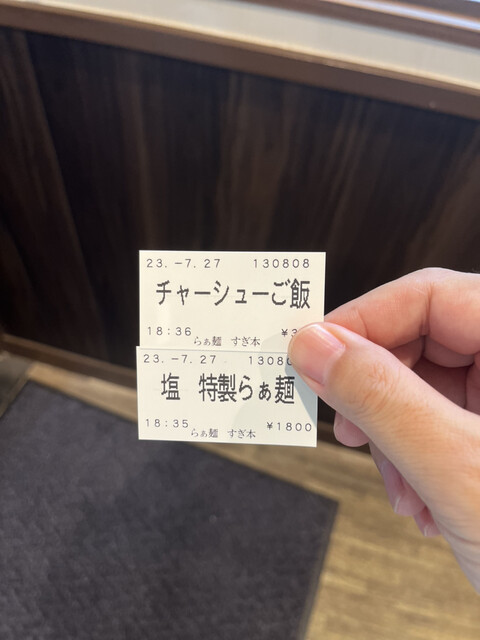 23.-7.27 130808
チャーシューご飯
18:36 ¥3
らぁ麺 すぎ本
23.-7.27 13080
塩 特製らぁ麺
18:35 ¥1800
らぁ麺 すぎ本